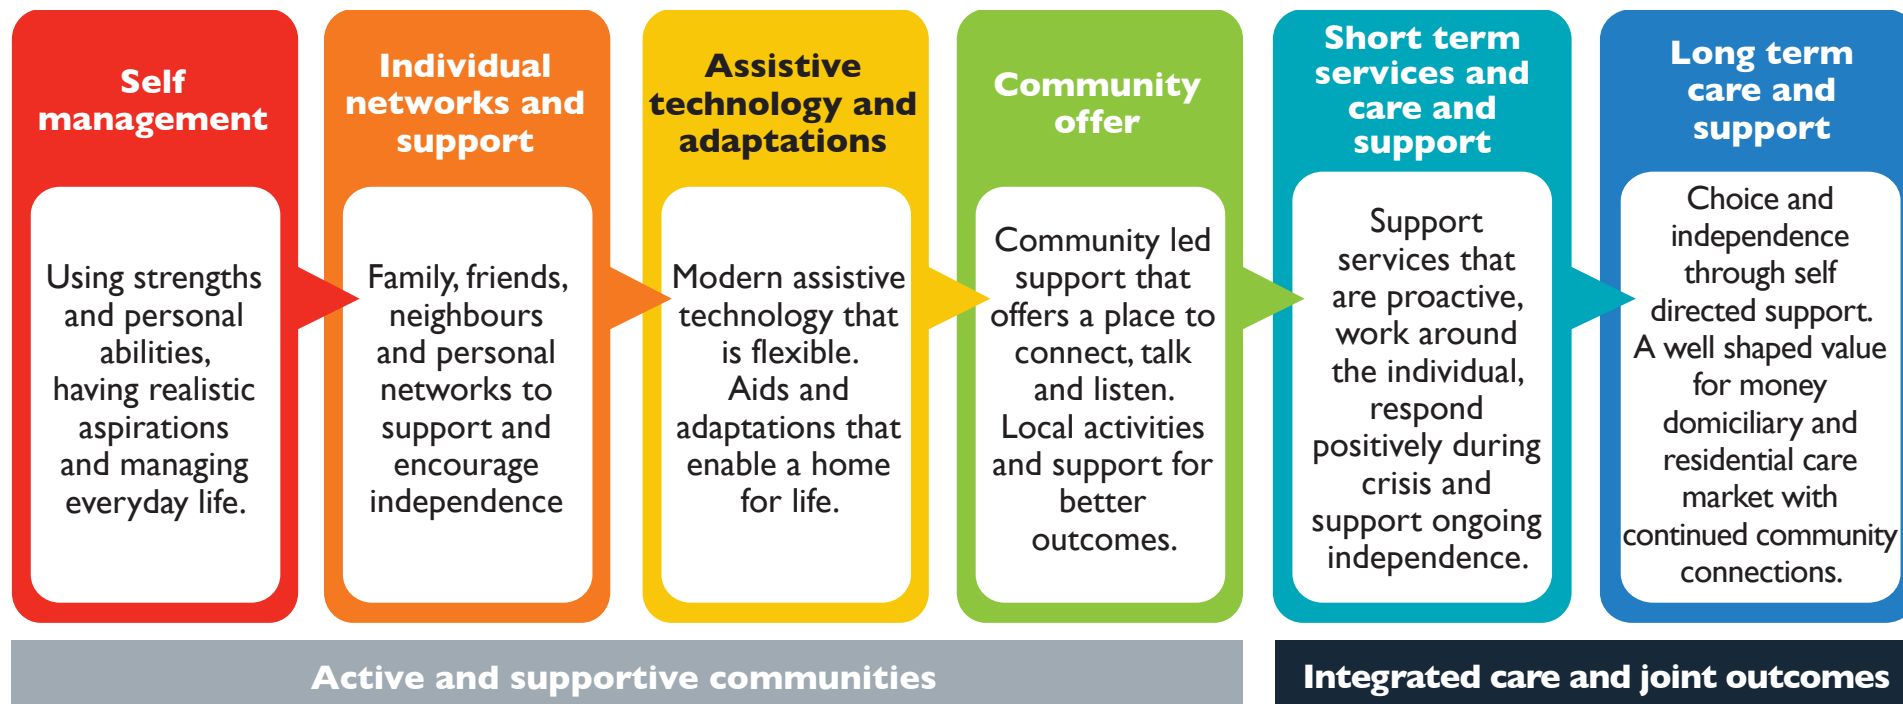 Self
management
Using strengths
and personal
abilities,
having realistic
aspirations
and managing
everyday life.
Individual
networks and
support
Family, friends,
neighbours
and personal
networks to
support and
encourage
independence
Assistive
technology and
adaptations
Modern assistive
technology that
is flexible.
Aids and
adaptations that
enable a home
for life.
Community
offer
Community led
support that
offers a place to
connect, talk
and listen.
Local activities
and support for
better
outcomes.
Short term
services and
care and
support
Support
services that
are proactive,
work around
the individual,
respond
positively during
crisis and
support ongoing
independence.
Long term
care and
support
Choice and
independence
through self
directed support.
A well shaped value
for money
domiciliary and
residential care
market with
continued community
connections.
Active and supportive communities
Integrated care and joint outcomes